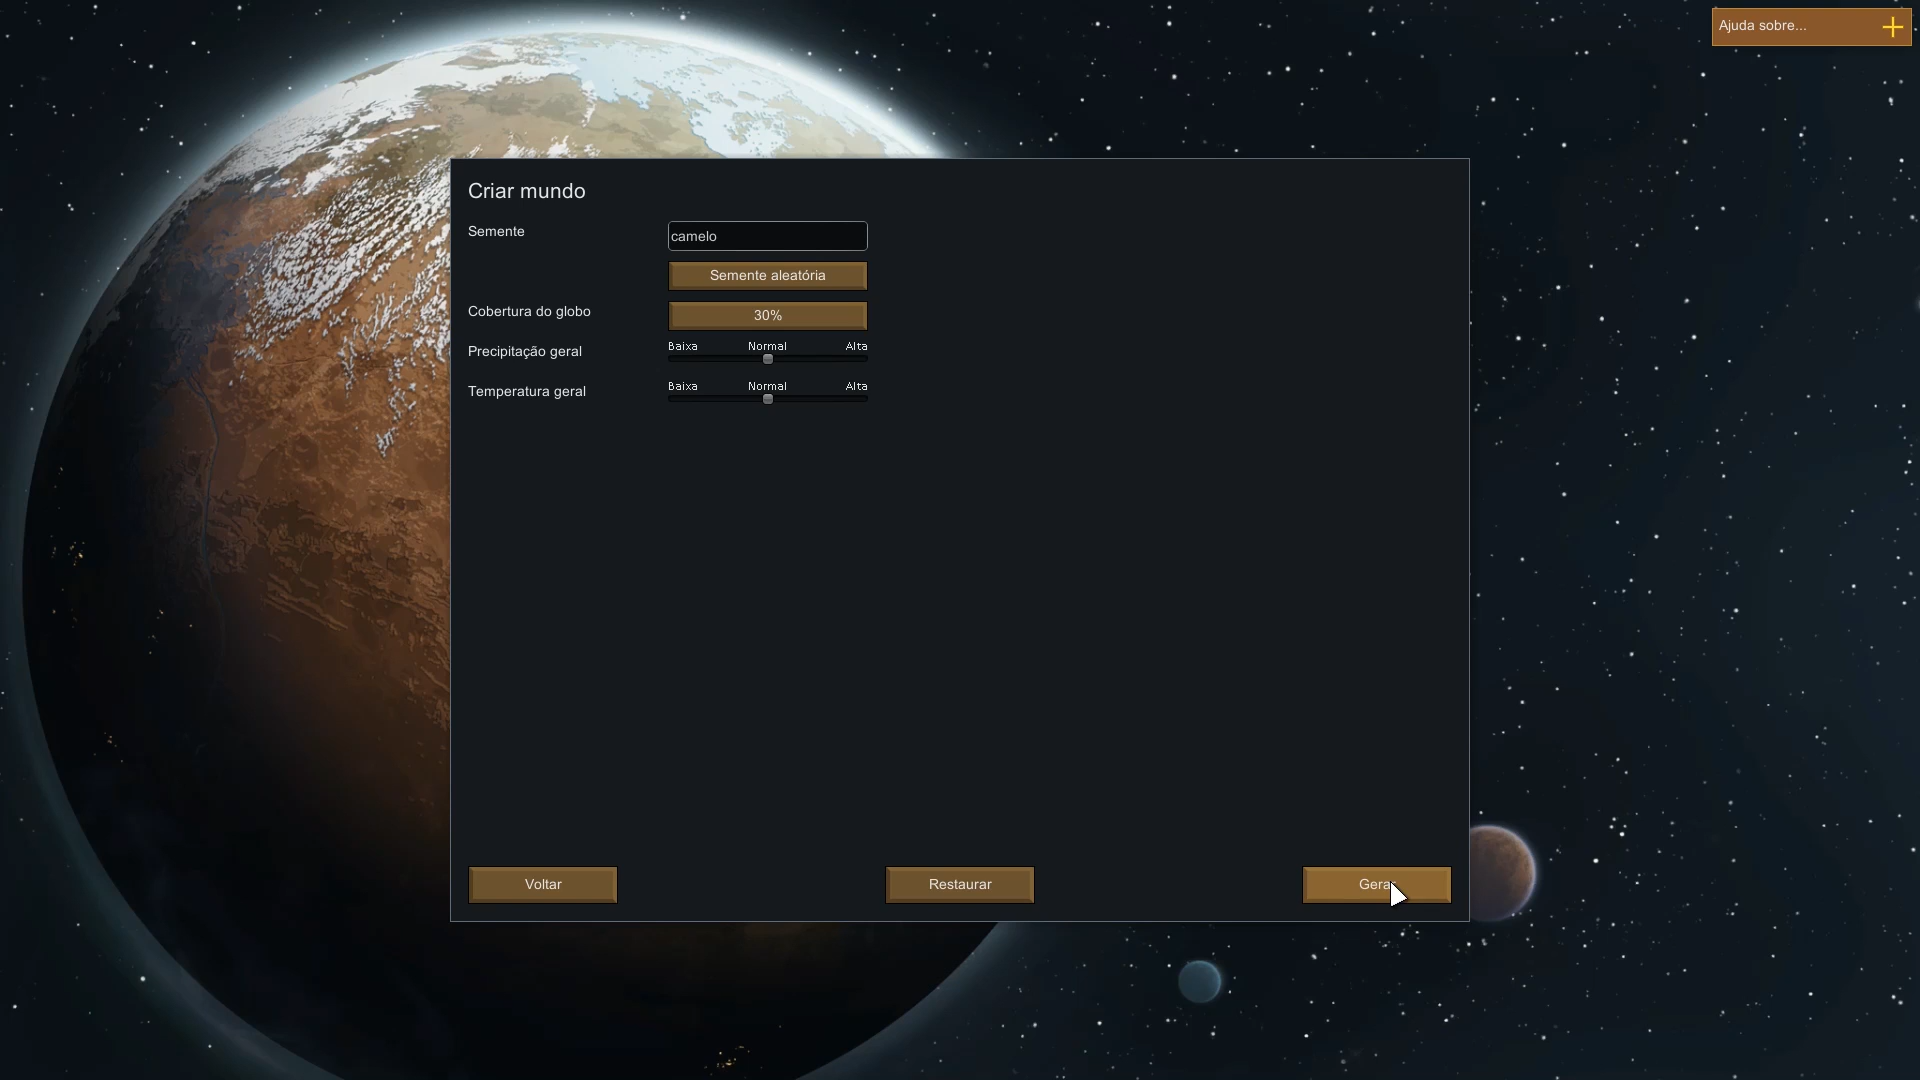 Ajuda sobre...
Criar mundo
Semente
camelo
Semente aleatória
Cobertura do globo
30%
Precipitação geral
Baixa Normal Alta
Temperatura geral
Baixa Normal Alta
Voltar
Restaurar